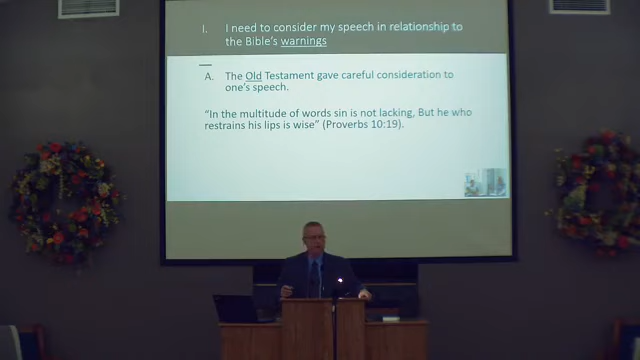 I. I need to consider my speech in relationship to
the Bible's warnings
A. The Old Testament gave careful consideration to
one's speech.
"In the multitude of words sin is not lacking, But he who
restrains his lips is wise" (Proverbs 10:19).